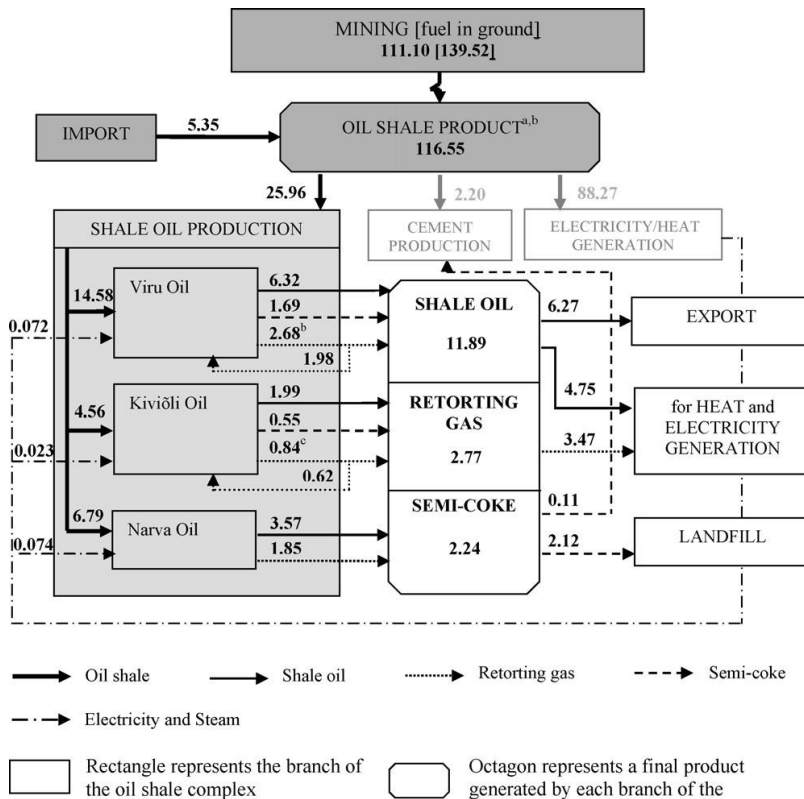 MINING [fuel in ground]
111.10 [139.52]
IMPORT
5.35
OIL SHALE PRODUCTa,b
116.55
25.96
2.20
88.27
SHALE OIL PRODUCTION
CEMENT
PRODUCTION
ELECTRICITY/HEAT
GENERATION
14.58
Viru Oil
6.32
1.69
2.68b
1.98
0.072
SHALE OIL
11.89
6.27
EXPORT
4.56
Kiviõli Oil
1.99
0.55
0.84c
0.62
0.023
RETORTING
GAS
2.77
4.75
3.47
for HEAT and
ELECTRICITY
GENERATION
6.79
Narva Oil
3.57
1.85
0.074
SEMI-COKE
2.24
0.11
2.12
LANDFILL
Oil shale
Shale oil
Retorting gas
Semi-coke
Electricity and Steam
Rectangle represents the branch of
the oil shale complex
Octagon represents a final product
generated by each branch of the